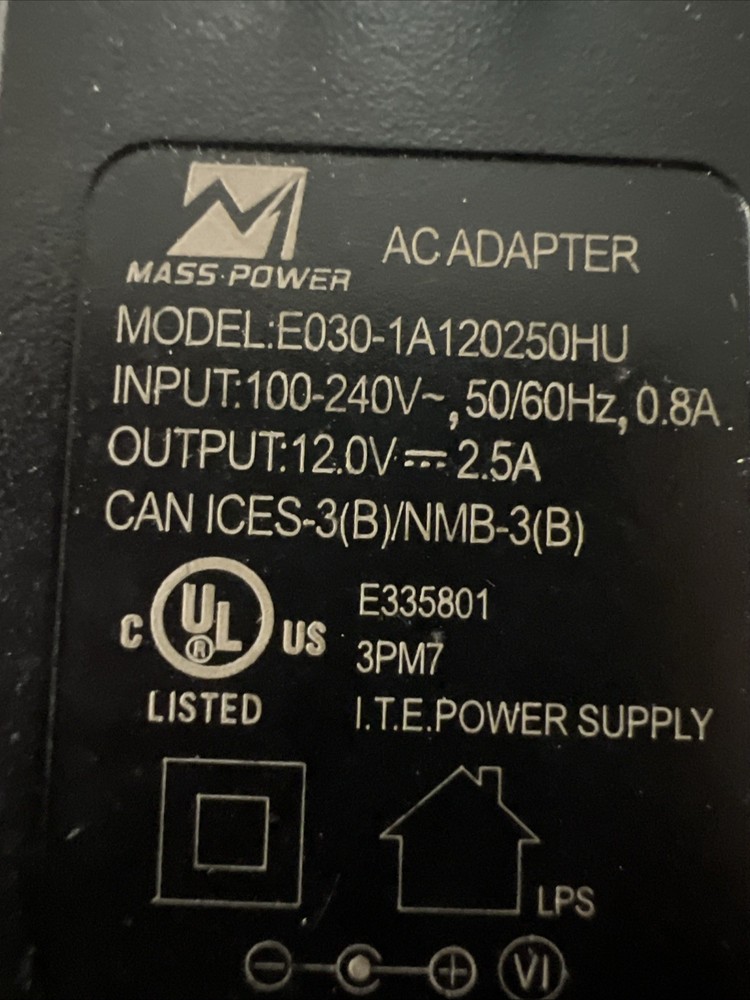 AC ADAPTER
MASS·POWER
MODEL:E030-1A120250HU
INPUT:100-240V~, 50/60Hz, 0.8A
OUTPUT:12.0V⎓2.5A
CAN ICES-3(B)/NMB-3(B)
C UL® US
LISTED
E335801
3PM7
I.T.E.POWER SUPPLY
LPS
VI